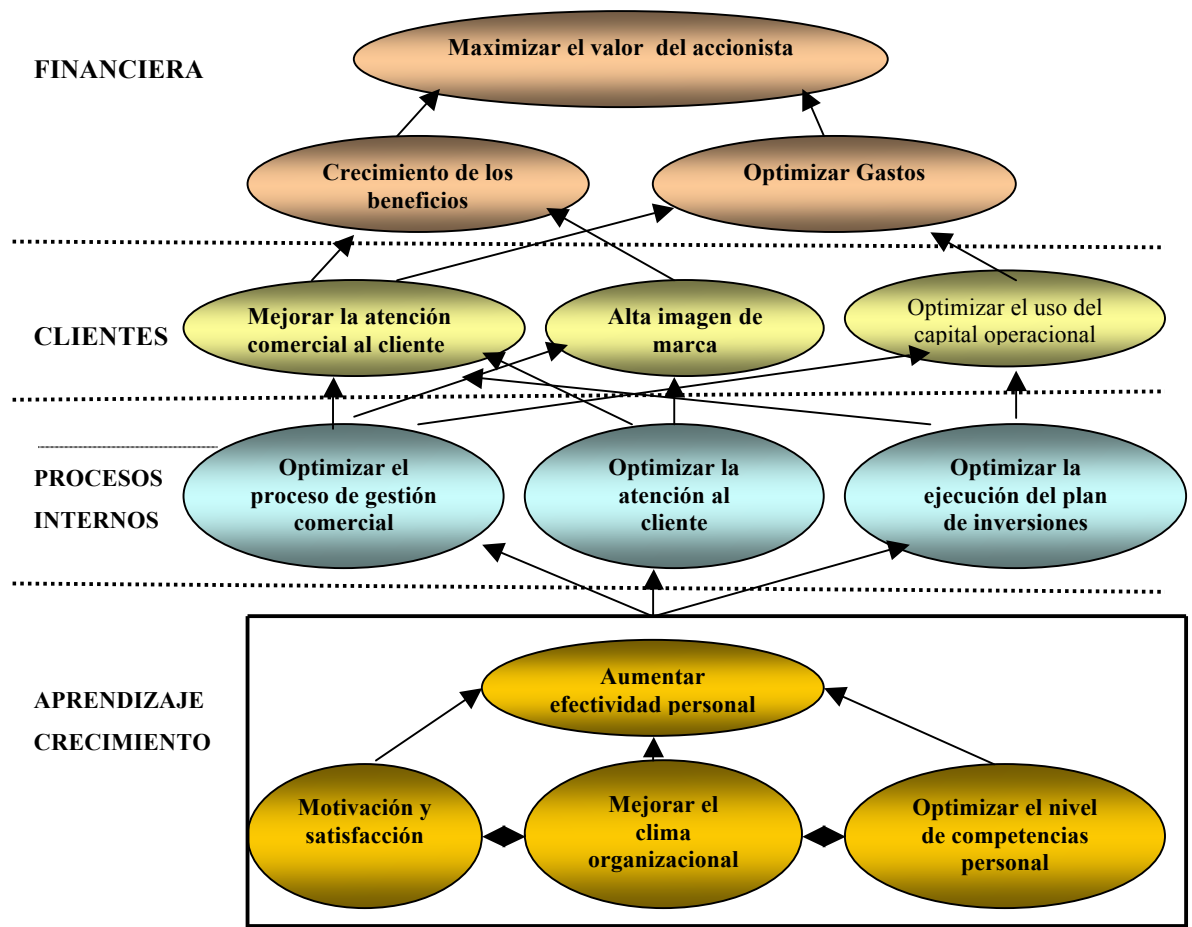 FINANCIERA
Maximizar el valor del accionista
Crecimiento de los
beneficios
Optimizar Gastos
CLIENTES
Mejorar la atención
comercial al cliente
Alta imagen de
marca
Optimizar el uso del
capital operacional
PROCESOS
INTERNOS
Optimizar el
proceso de gestión
comercial
Optimizar la
atención al
cliente
Optimizar la
ejecución del plan
de inversiones
APRENDIZAJE
CRECIMIENTO
Aumentar
efectividad personal
Motivación y
satisfacción
Mejorar el
clima
organizacional
Optimizar el nivel
de competencias
personal